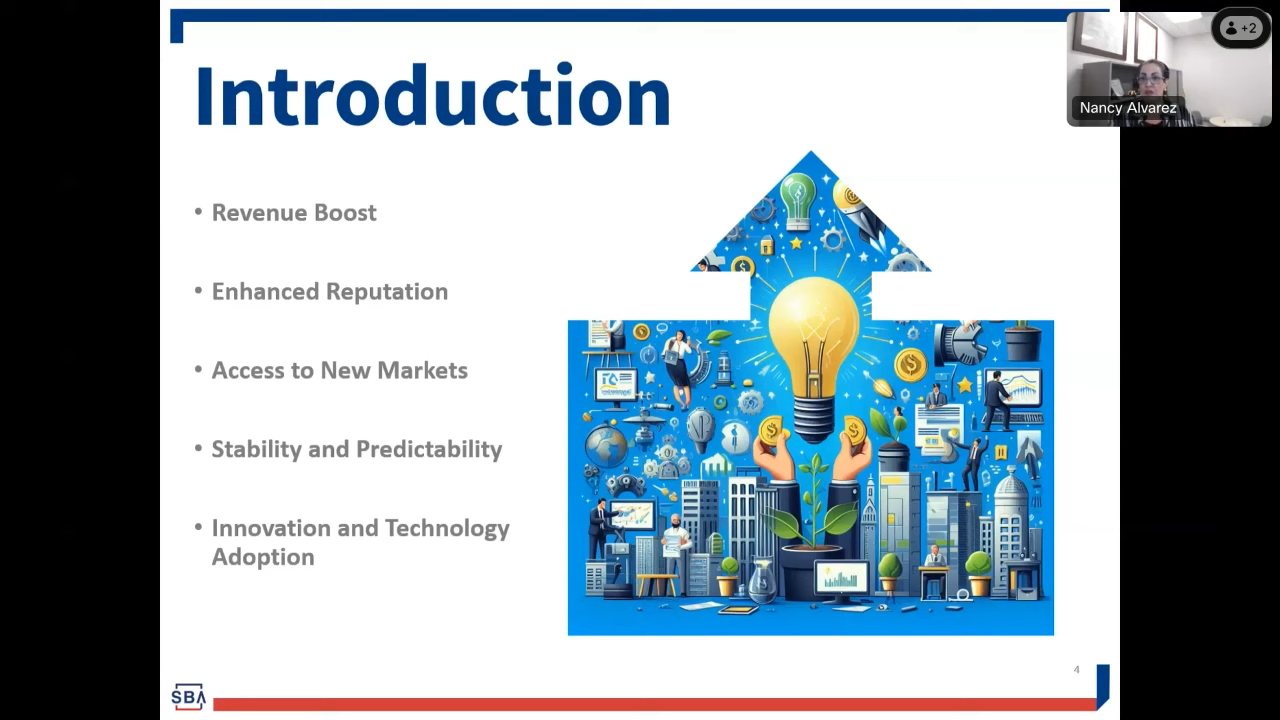 +2
Nancy Alvarez
Introduction
• Revenue Boost
• Enhanced Reputation
• Access to New Markets
• Stability and Predictability
• Innovation and Technology
Adoption
4
SBA